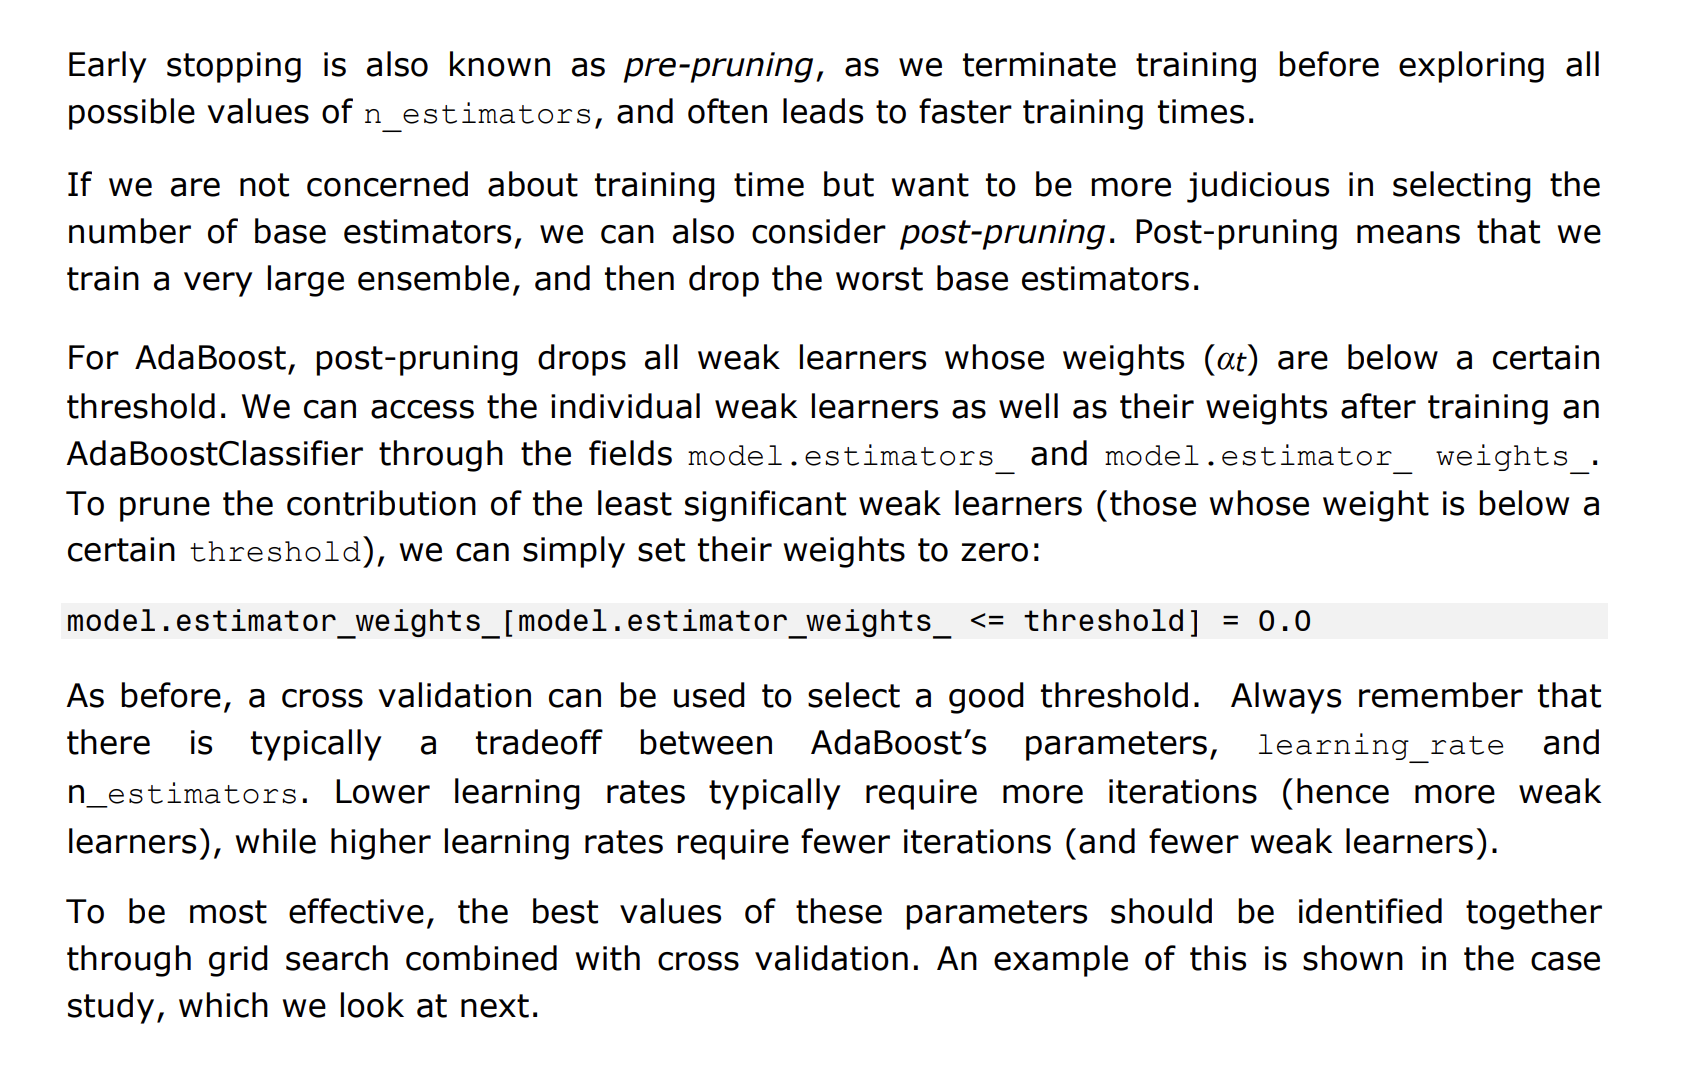 Early stopping is also known as pre-pruning, as we terminate training before exploring all
possible values of n_estimators, and often leads to faster training times.
If we are not concerned about training time but want to be more judicious in selecting the
number of base estimators, we can also consider post-pruning. Post-pruning means that we
train a very large ensemble, and then drop the worst base estimators.
For AdaBoost, post-pruning drops all weak learners whose weights (αt) are below a certain
threshold. We can access the individual weak learners as well as their weights after training an
AdaBoostClassifier through the fields model.estimators_ and model.estimator_ weights_.
To prune the contribution of the least significant weak learners (those whose weight is below a
certain threshold), we can simply set their weights to zero:
model.estimator_weights_[model.estimator_weights_ <= threshold] = 0.0
As before, a cross validation can be used to select a good threshold. Always remember that
there is typically a tradeoff between AdaBoost’s parameters, learning_rate and
n_estimators. Lower learning rates typically require more iterations (hence more weak
learners), while higher learning rates require fewer iterations (and fewer weak learners).
To be most effective, the best values of these parameters should be identified together
through grid search combined with cross validation. An example of this is shown in the case
study, which we look at next.